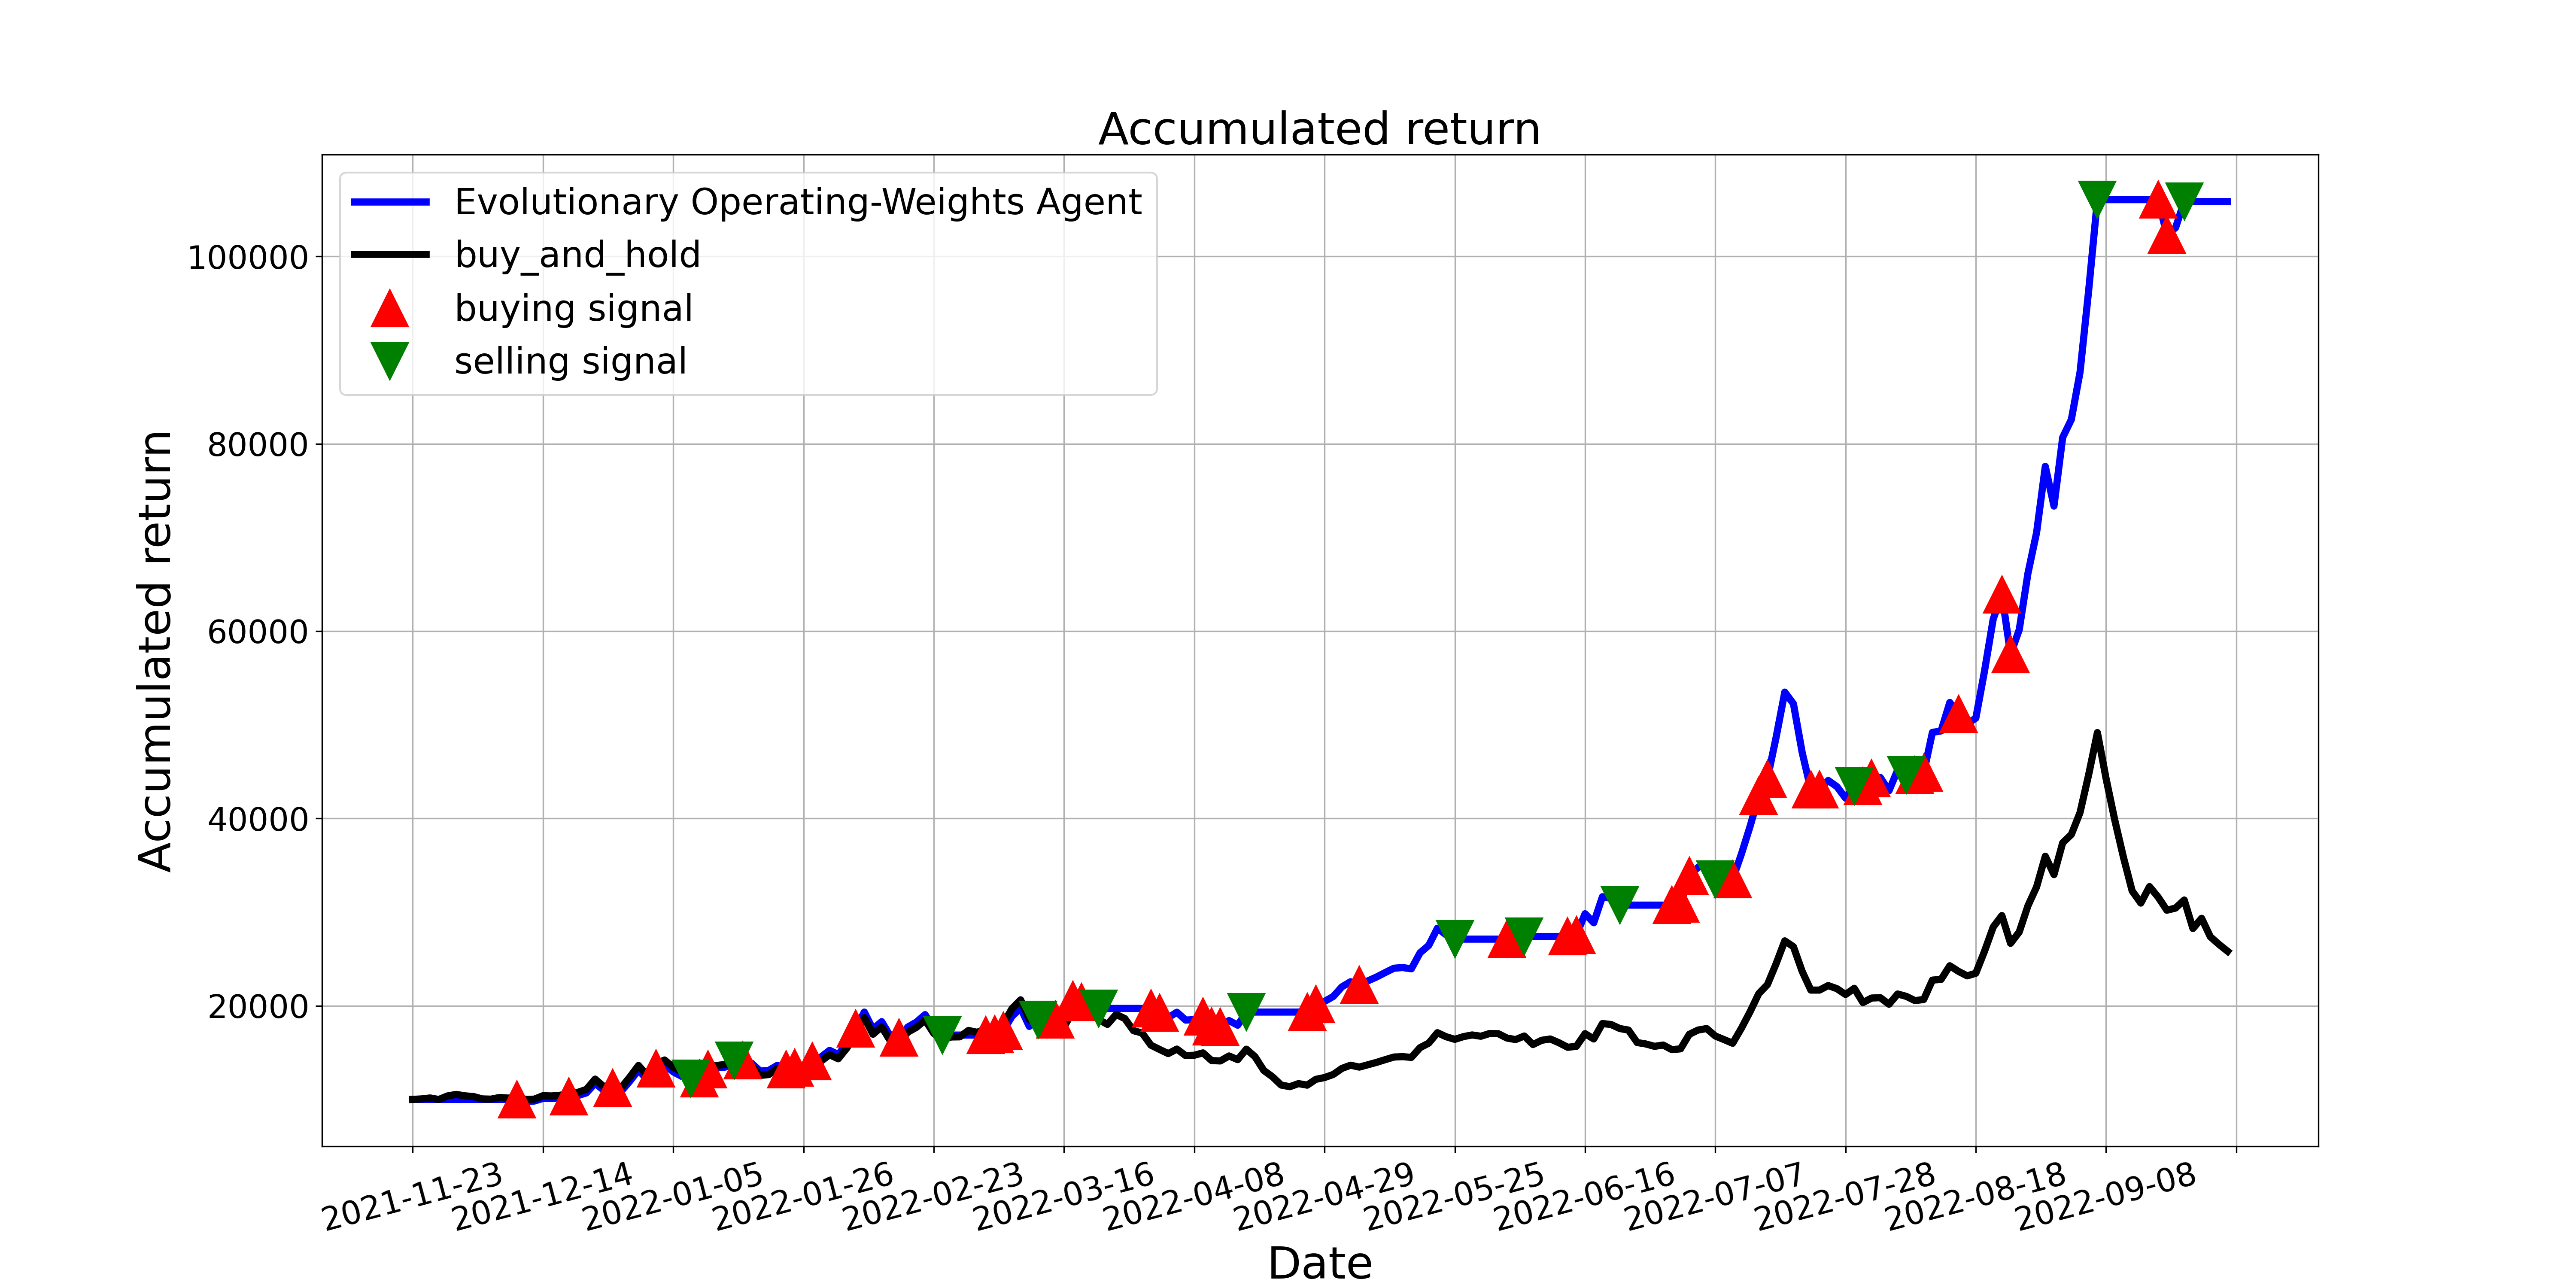 Accumulated return
Evolutionary Operating-Weights Agent
buy_and_hold
buying signal
selling signal
Accumulated return
100000
80000
60000
40000
20000
2021-11-23
2021-12-14
2022-01-05
2022-01-26
2022-02-23
2022-03-16
2022-04-08
2022-04-29
2022-05-25
2022-06-16
2022-07-07
2022-07-28
2022-08-18
2022-09-08
Date